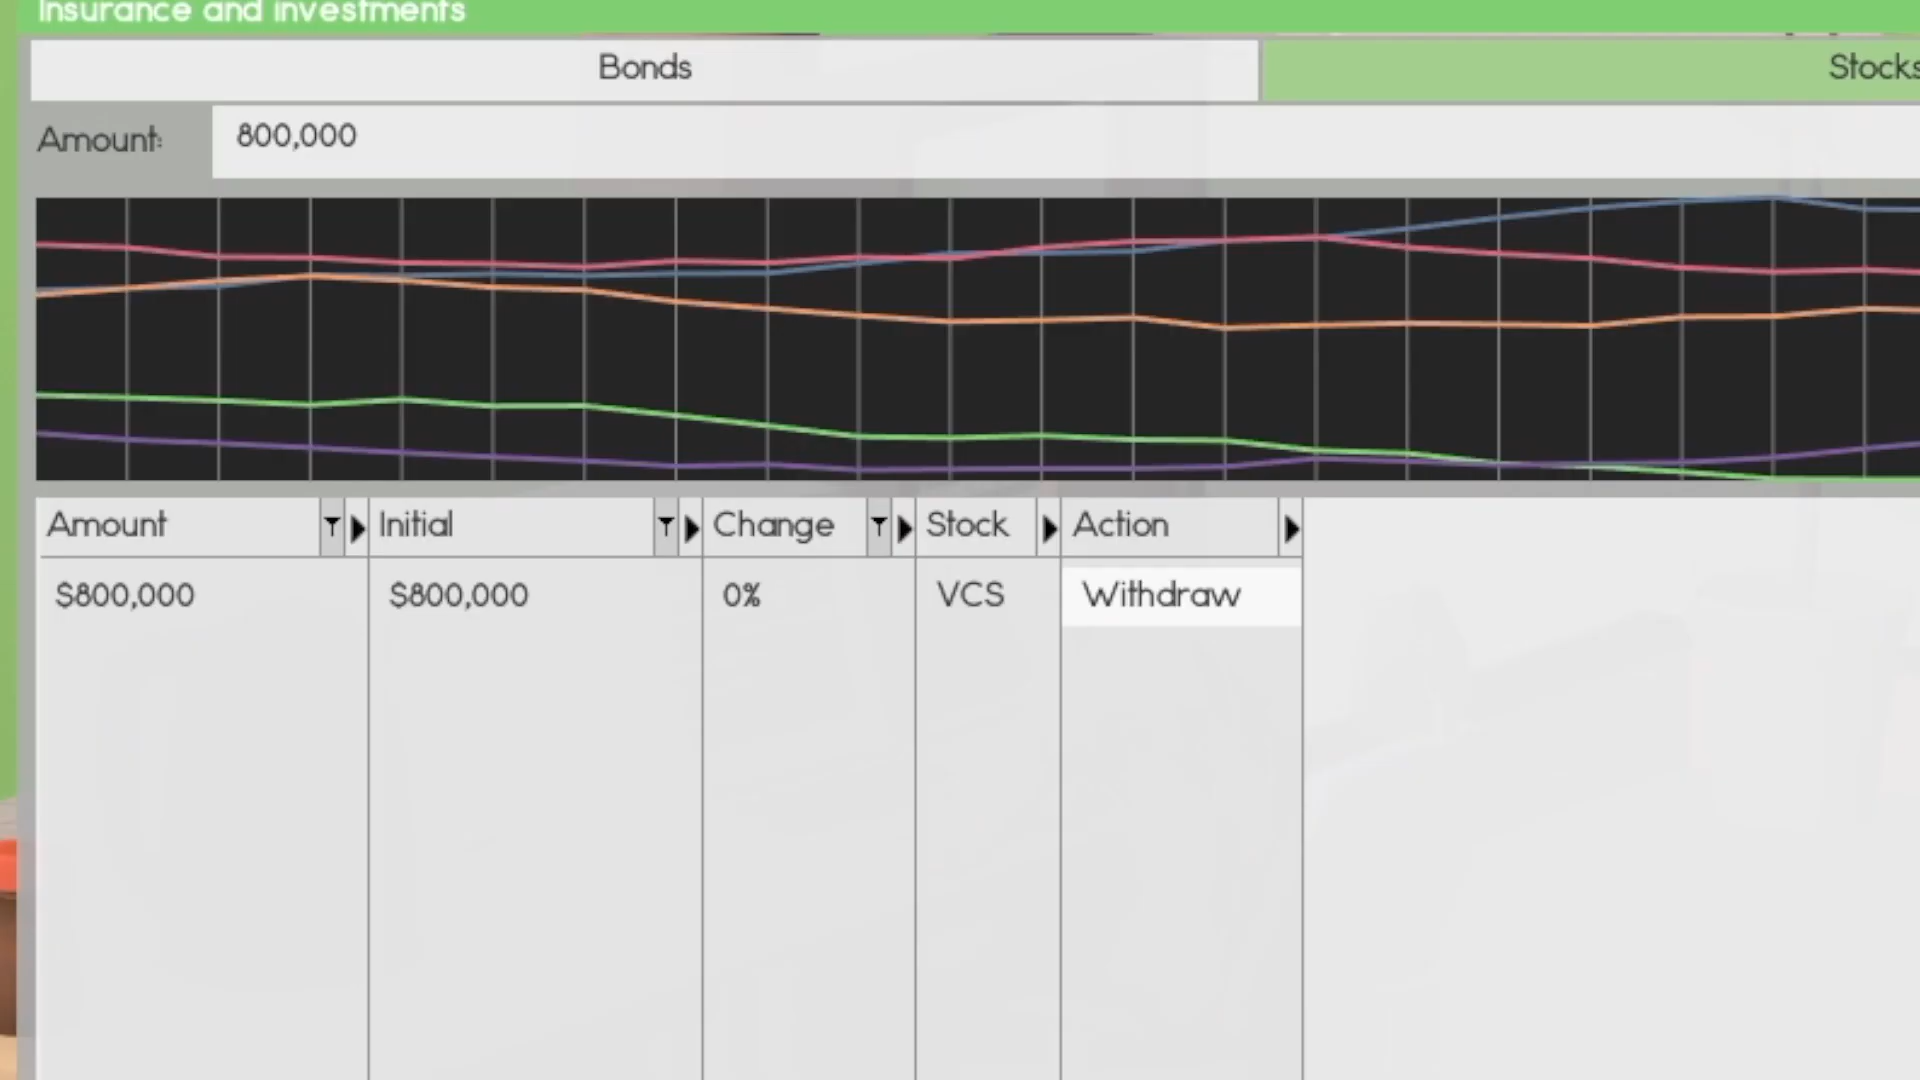 Insurance and investments
Bonds
Stocks
Amount:
800,000
Amount
Initial
Change
Stock
Action
$800,000
$800,000
0%
VCS
Withdraw